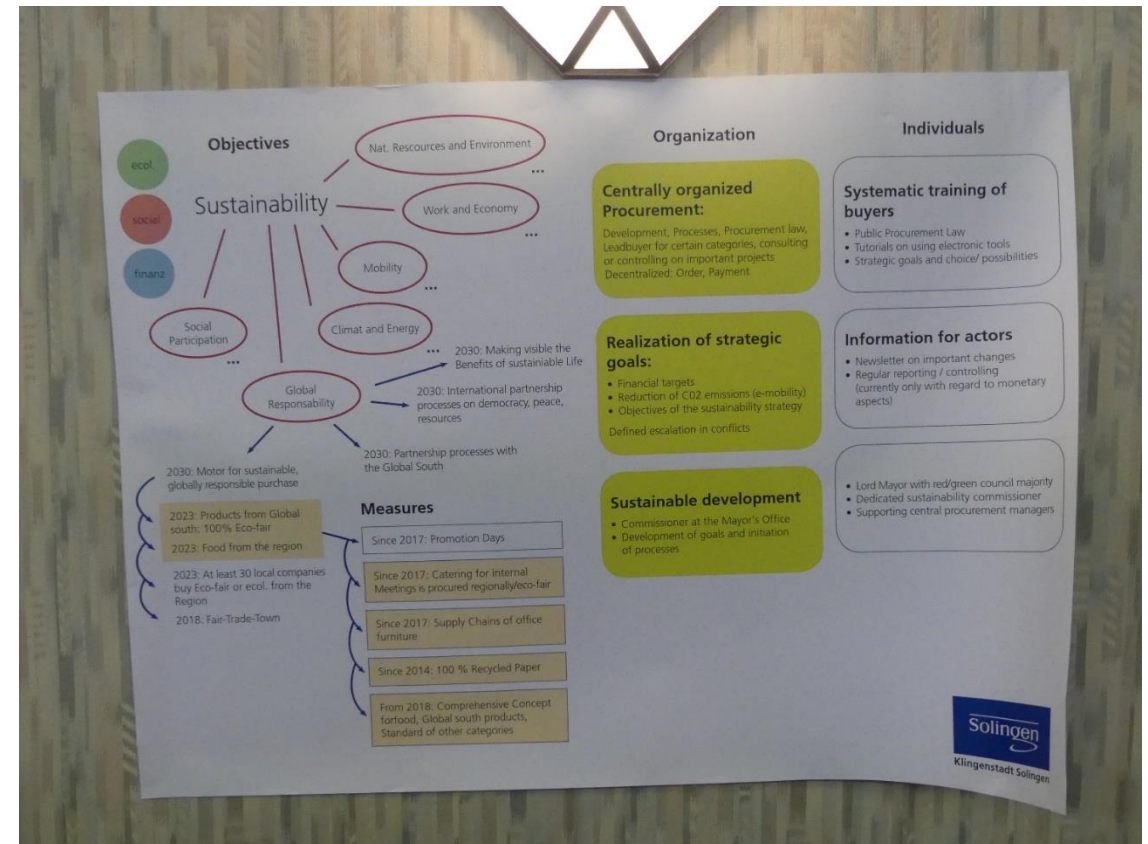 Objectives
ecol.
social
finanz
Sustainability
Nat. Rescources and Environment
...
Work and Economy
...
Mobility
...
Climat and Energy
...
Social
Participation
...
Global
Responsability
2030: Making visible the
Benefits of sustainiable Life
2030: International partnership
processes on democracy, peace,
resources
2030: Partnership processes with
the Global South
2030: Motor for sustainable,
globally responsible purchase
2023: Products from Global
south: 100% Eco-fair
2023: Food from the region
2023: At least 30 local companies
buy Eco-fair or ecol. from the
Region
2018: Fair-Trade-Town
Measures
Since 2017: Promotion Days
Since 2017: Catering for Internal
Meetings is procured regionally/eco-fair
Since 2017: Supply Chains of office
furniture
Since 2014: 100 % Recycled Paper
From 2018: Comprehensive Concept
forfood, Global south products,
Standard of other categories
Organization
Centrally organized
Procurement:
Development, Processes, Procurement law,
Leadbuyer for certain categories, consulting
or controlling on important projects
Decentralized: Order, Payment
Realization of strategic
goals:
• Financial targets
• Reduction of C02 emissions (e-mobility)
• Objectives of the sustainability strategy
Defined escalation in conflicts
Sustainable development
• Commissioner at the Mayor's Office
• Development of goals and initiation
of processes
Individuals
Systematic training of
buyers
• Public Procurement Law
• Tutorials on using electronic tools
• Strategic goals and choice/ possibilities
Information for actors
• Newsletter on important changes
• Regular reporting / controlling
(currently only with regard to monetary
aspects)
• Lord Mayor with red/green council majority
• Dedicated sustainability commissioner
• Supporting central procurement managers
Solingen
Klingenstadt Solingen